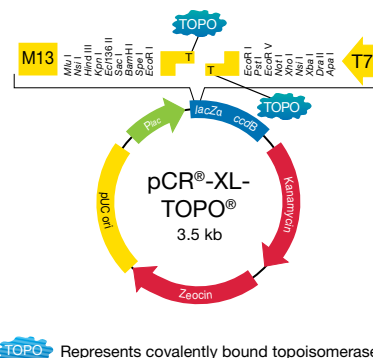 TOPO
M13
Mlu I
Nsi I
Hind III
Kpn I
Ecl136 II
Sac I
BamH I
Spe I
EcoR I
T
T
EcoR I
Pst I
EcoR V
Not I
Xho I
Nsi I
Xba I
Dra II
Apa I
T7
TOPO
Plac
lacZα ccdB
Kanamycin
Zeocin
pUC ori
pCR®-XL-
TOPO®
3.5 kb
TOPO Represents covalently bound topoisomerase